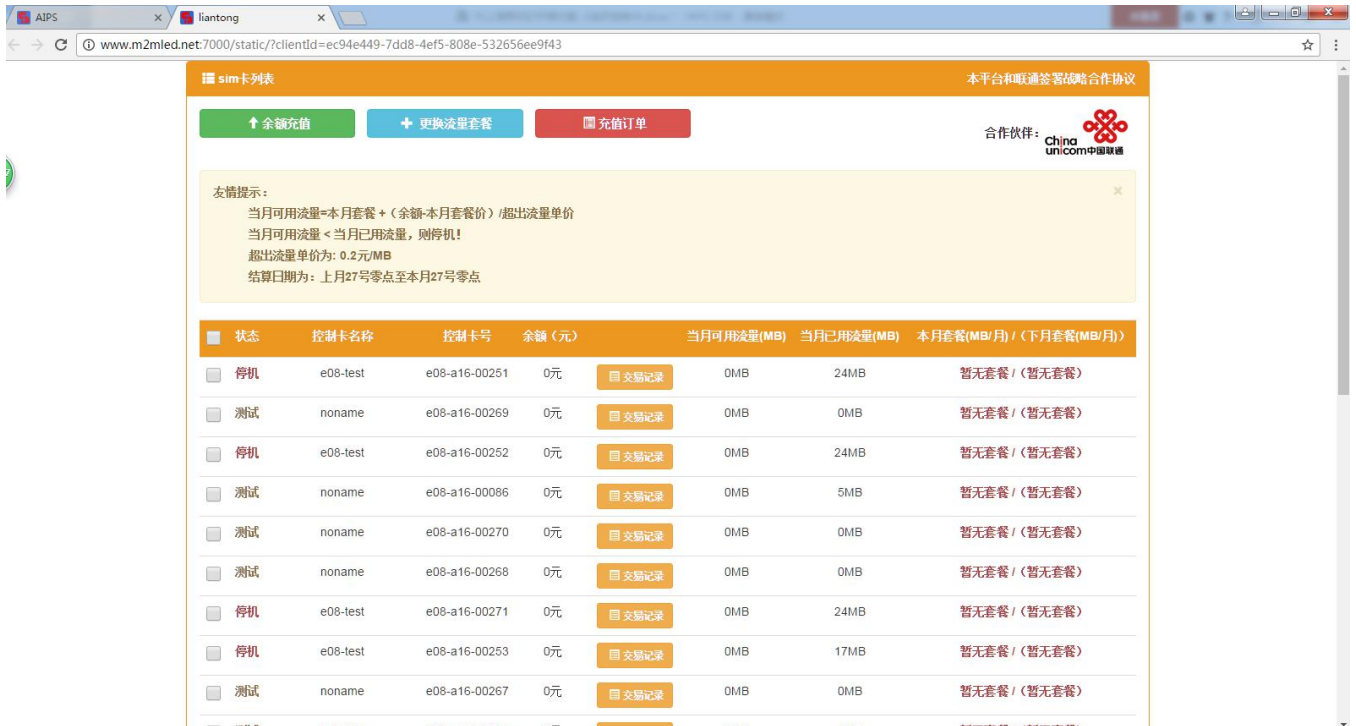 AIPS
liantong
www.m2mled.net:7000/static/?clientId=ec94e449-7dd8-4ef5-808e-532656ee9f43
sim卡列表 本平台和联通签署战略合作协议
余额充值 更换流量套餐 充值订单 合作伙伴:
China
unicom中国联通
友情提示:
当月可用流量=本月套餐 +(余额-本月套餐价)/超出流量单价
当月可用流量 < 当月已用流量,则停机!
超出流量单价为: 0.2元/MB
结算日期为:上月27号零点至本月27号零点
状态 控制卡名称 控制卡号 余额(元) 当月可用流量(MB) 当月已用流量(MB) 本月套餐(MB/月) /(下月套餐(MB/月))
停机 e08-test e08-a16-00251 0元 交易记录 0MB 24MB 暂无套餐 /(暂无套餐)
测试 noname e08-a16-00269 0元 交易记录 0MB 0MB 暂无套餐 /(暂无套餐)
停机 e08-test e08-a16-00252 0元 交易记录 0MB 24MB 暂无套餐 /(暂无套餐)
测试 noname e08-a16-00086 0元 交易记录 0MB 5MB 暂无套餐 /(暂无套餐)
测试 noname e08-a16-00270 0元 交易记录 0MB 0MB 暂无套餐 /(暂无套餐)
测试 noname e08-a16-00268 0元 交易记录 0MB 0MB 暂无套餐 /(暂无套餐)
停机 e08-test e08-a16-00271 0元 交易记录 0MB 24MB 暂无套餐 /(暂无套餐)
停机 e08-test e08-a16-00253 0元 交易记录 0MB 17MB 暂无套餐 /(暂无套餐)
测试 noname e08-a16-00267 0元 交易记录 0MB 0MB 暂无套餐 /(暂无套餐)